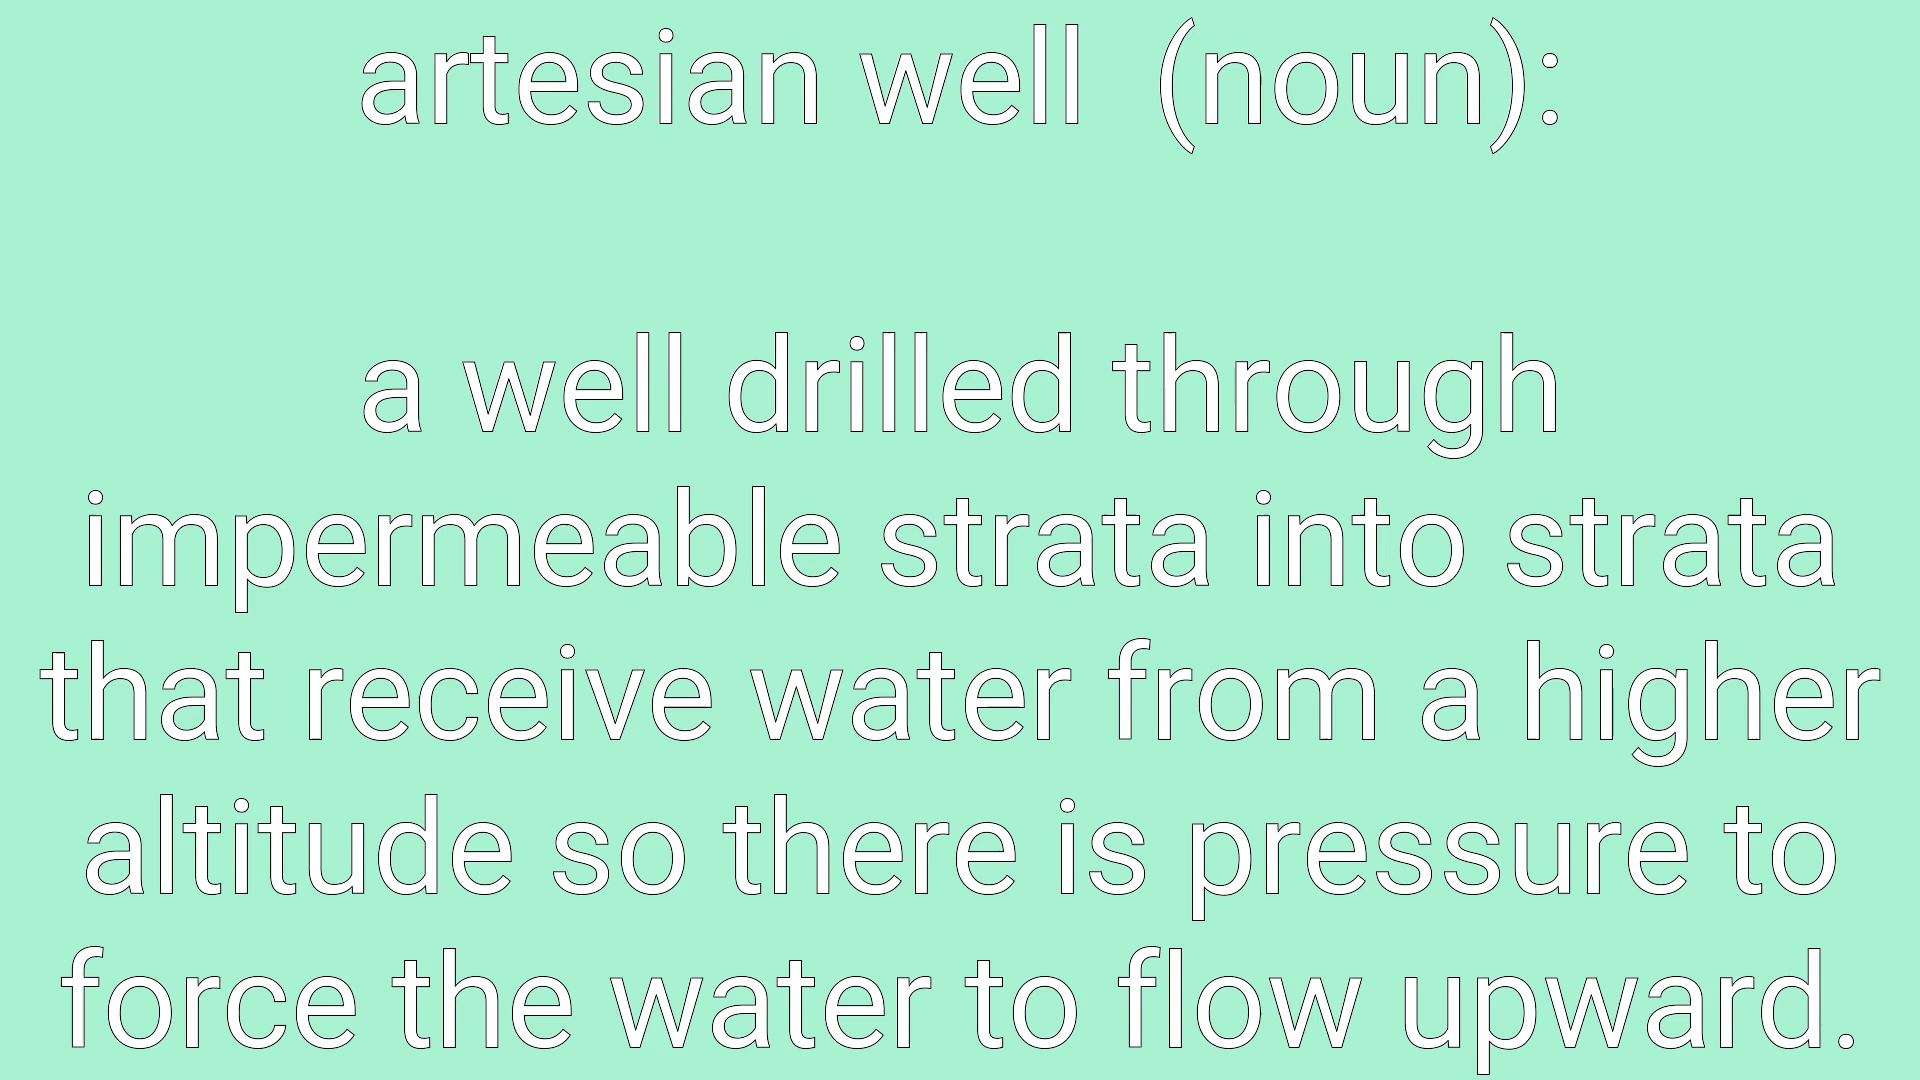 artesian well  (noun):
a well drilled through
impermeable strata into strata
that receive water from a higher
altitude so there is pressure to
force the water to flow upward.